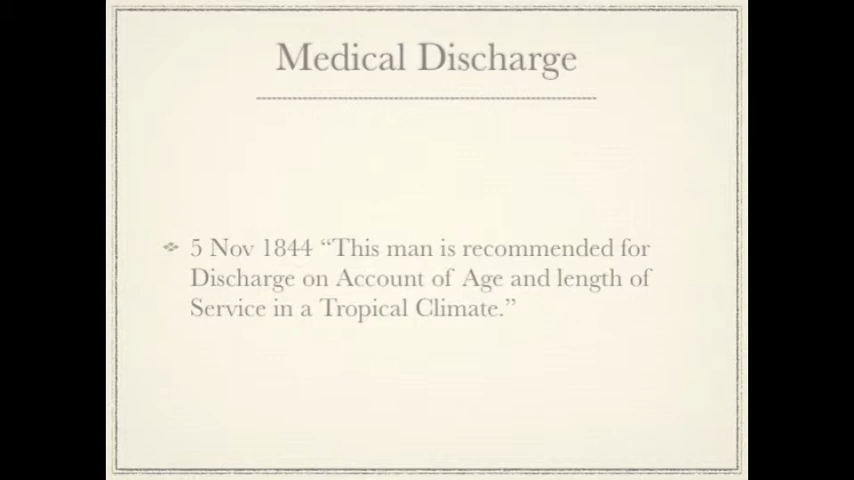 Medical Discharge
5 Nov 1844 “This man is recommended for
Discharge on Account of Age and length of
Service in a Tropical Climate.”